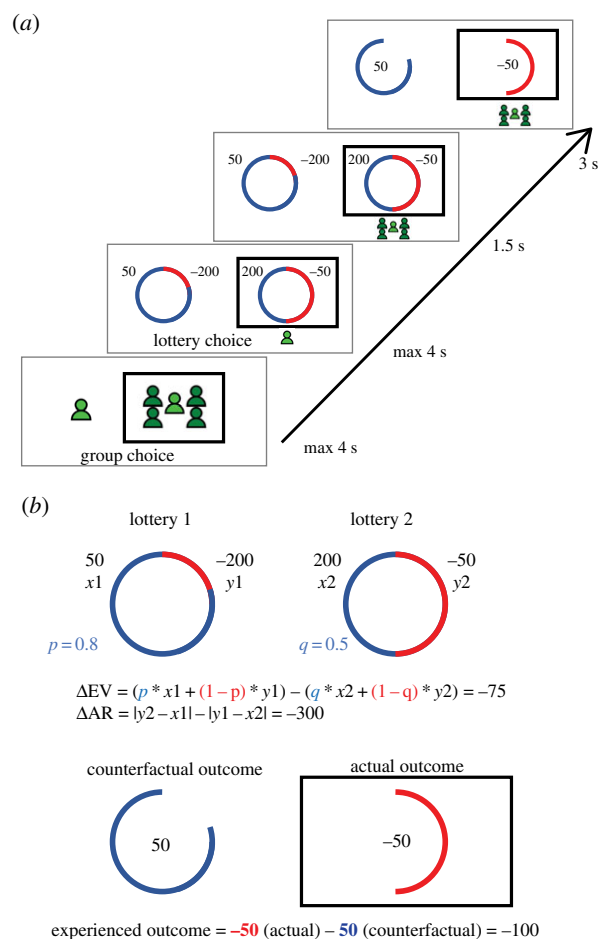 (a)
50
–50
3 s
50 –200 200 –50
1.5 s
50 –200 200 –50
lottery choice
max 4 s
group choice
max 4 s
(b)
lottery 1 lottery 2
50 –200 200 –50
x1 y1 x2 y2
p = 0.8 q = 0.5
ΔEV = (p * x1 + (1 – p) * y1) – (q * x2 + (1 – q) * y2) = –75
ΔAR = |y2 – x1| – |y1 – x2| = –300
counterfactual outcome actual outcome
50 –50
experienced outcome = –50 (actual) – 50 (counterfactual) = –100